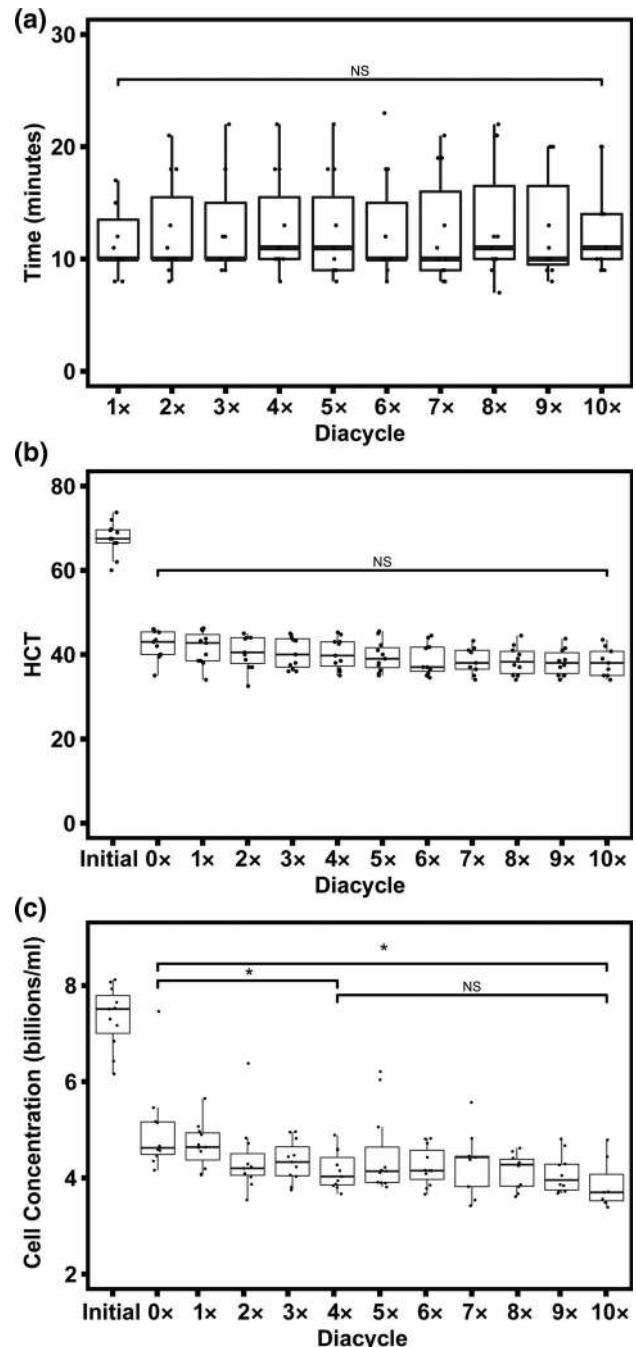 (a)
30
20
10
0
Time (minutes)
NS
1× 2× 3× 4× 5× 6× 7× 8× 9× 10×
Diacycle
(b)
80
60
40
20
0
HCT
NS
Initial 0× 1× 2× 3× 4× 5× 6× 7× 8× 9× 10×
Diacycle
(c)
8
6
4
2
Cell Concentration (billions/ml)
*
*
NS
Initial 0× 1× 2× 3× 4× 5× 6× 7× 8× 9× 10×
Diacycle